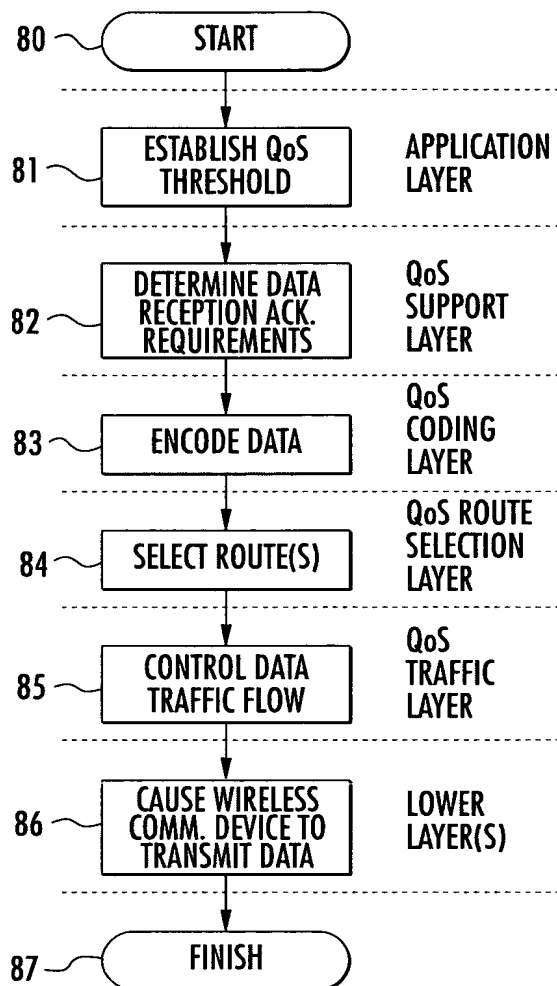 80
START
81
ESTABLISH QoS
THRESHOLD
APPLICATION
LAYER
82
DETERMINE DATA
RECEPTION ACK.
REQUIREMENTS
QoS
SUPPORT
LAYER
83
ENCODE DATA
QoS
CODING
LAYER
84
SELECT ROUTE(S)
QoS ROUTE
SELECTION
LAYER
85
CONTROL DATA
TRAFFIC FLOW
QoS
TRAFFIC
LAYER
86
CAUSE WIRELESS
COMM. DEVICE TO
TRANSMIT DATA
LOWER
LAYER(S)
87
FINISH